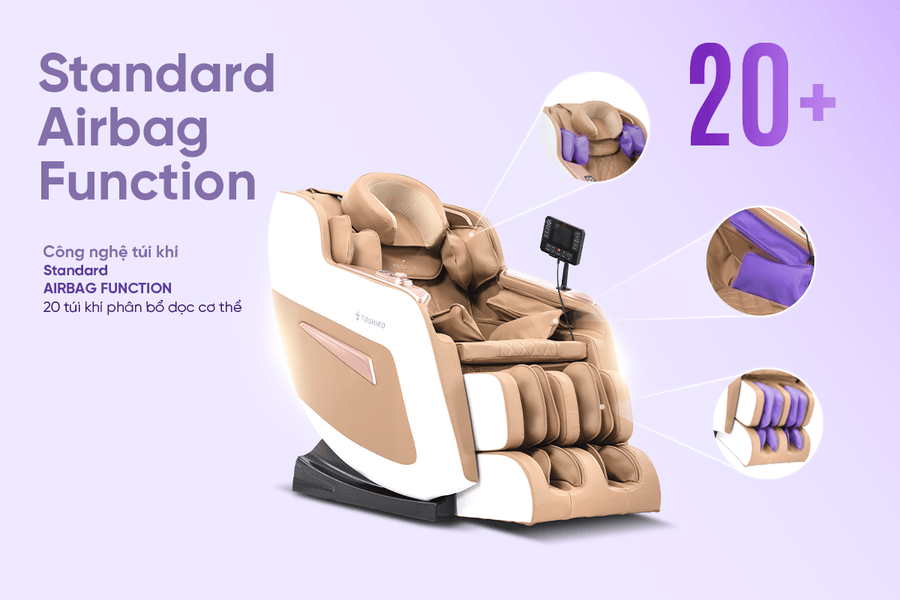 Standard
Airbag
Function
20+
Công nghệ túi khí
Standard
AIRBAG FUNCTION
20 túi khí phân bổ dọc cơ thể
TOSHIKO